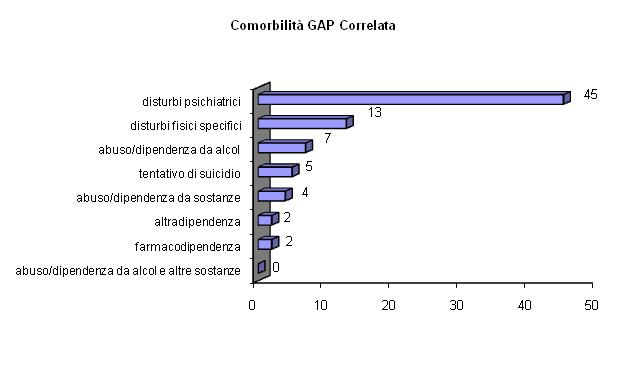 Comorbilità GAP Correlata
disturbi psichiatrici 45
disturbi fisici specifici 13
abuso/dipendenza da alcol 7
tentativo di suicidio 5
abuso/dipendenza da sostanze 4
altradipendenza 2
farmacodipendenza 2
abuso/dipendenza da alcol e altre sostanze 0
0 10 20 30 40 50